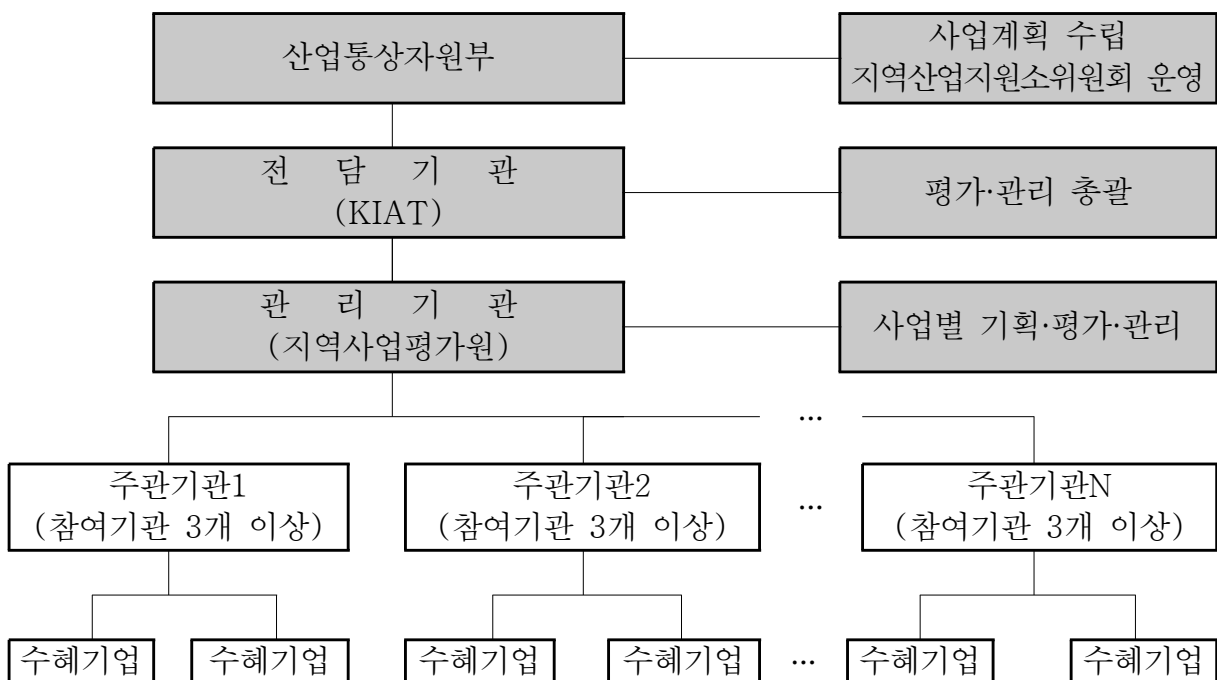 산업통상자원부
사업계획 수립
지역산업지원소위원회 운영
전 담 기 관
(KIAT)
평가·관리 총괄
관 리 기 관
(지역사업평가원)
사업별 기획·평가·관리
...
주관기관1
(참여기관 3개 이상)
주관기관2
(참여기관 3개 이상)
...
주관기관N
(참여기관 3개 이상)
수혜기업
수혜기업
수혜기업
수혜기업
...
수혜기업
수혜기업